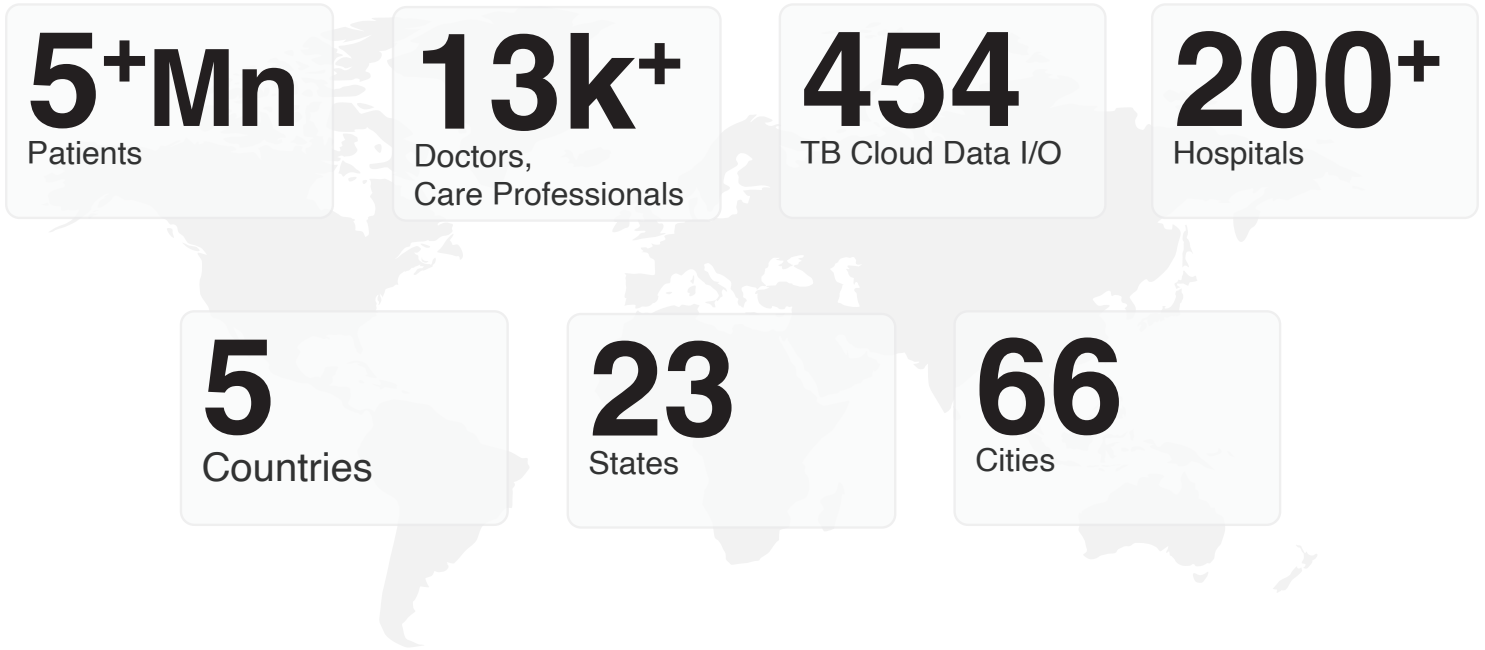 5+Mn
Patients
13k+
Doctors,
Care Professionals
454
TB Cloud Data I/O
200+
Hospitals
5
Countries
23
States
66
Cities